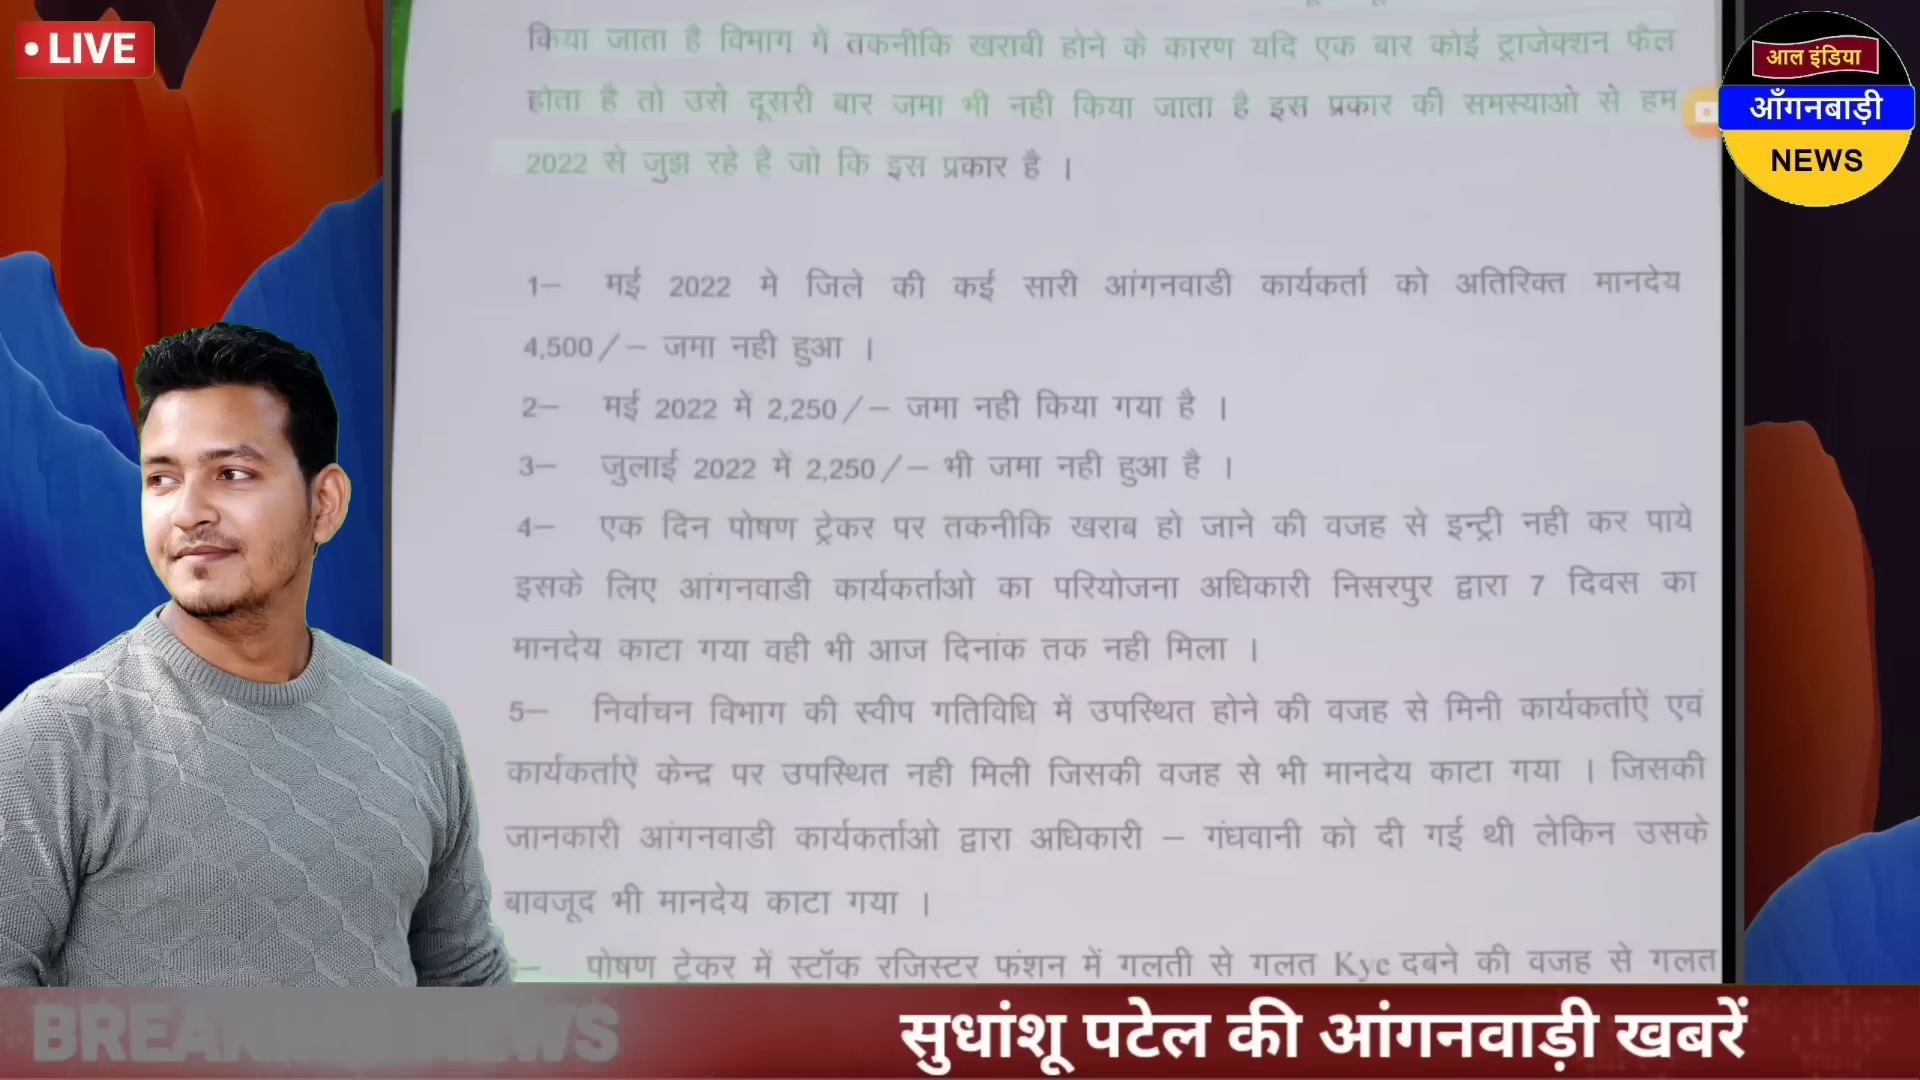 • LIVE
आल इंडिया
आँगनबाड़ी
NEWS
किया जाता है विभाग में तकनीकि खरावी होने के कारण यदि एक बार कोई ट्राजेक्शन फैल
होता है तो उसे दूसरी बार जमा भी नही किया जाता है इस प्रकार की समस्याओ से हम
2022 से जुझ रहे है जो कि इस प्रकार है ।
1— मई 2022 मे जिले की कई सारी आंगनवाडी कार्यकर्ता को अतिरिक्त मानदेय
4,500/— जमा नही हुआ ।
2— मई 2022 में 2,250/— जमा नही किया गया है ।
3— जुलाई 2022 में 2,250/— भी जमा नही हुआ है ।
4— एक दिन पोषण ट्रेकर पर तकनीकि खराब हो जाने की वजह से इन्ट्री नही कर पाये
इसके लिए आंगनवाडी कार्यकर्ताओ का परियोजना अधिकारी निसरपुर द्वारा 7 दिवस का
मानदेय काटा गया वही भी आज दिनांक तक नही मिला ।
5— निर्वाचन विभाग की स्वीप गतिविधि में उपस्थित होने की वजह से मिनी कार्यकर्ताऐं एवं
कार्यकर्ताऐं केन्द्र पर उपस्थित नही मिली जिसकी वजह से भी मानदेय काटा गया । जिसकी
जानकारी आंगनवाडी कार्यकर्ताओ द्वारा अधिकारी — गंधवानी को दी गई थी लेकिन उसके
बावजूद भी मानदेय काटा गया ।
— पोषण ट्रेकर में स्टॉक रजिस्टर फंशन में गलती से गलत Kye दबने की वजह से गलत
BREAKING NEWS
सुधांशू पटेल की आंगनवाड़ी खबरें